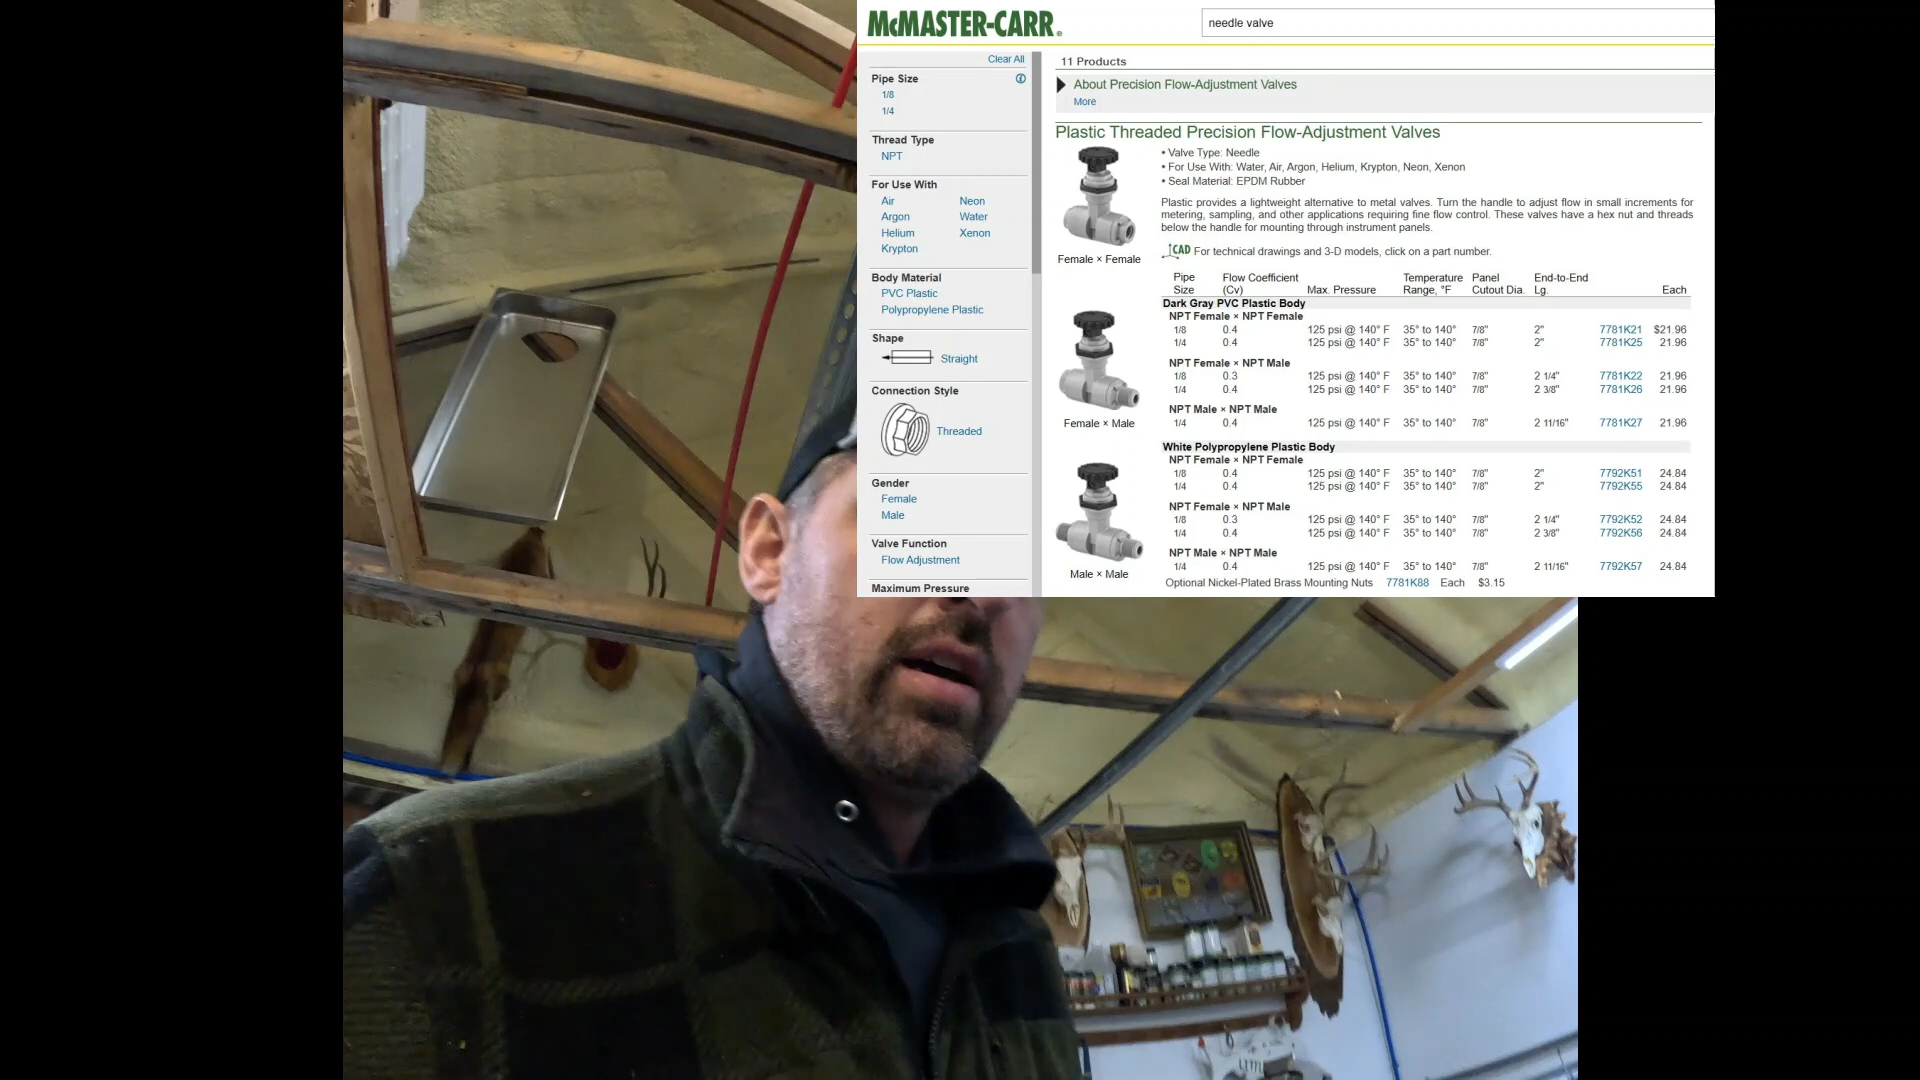 McMASTER-CARR®
needle valve
Clear All
Pipe Size
1/8
1/4
Thread Type
NPT
For Use With
Air Neon
Argon Water
Helium Xenon
Krypton
Body Material
PVC Plastic
Polypropylene Plastic
Shape
Straight
Connection Style
Threaded
Gender
Female
Male
Valve Function
Flow Adjustment
Maximum Pressure
11 Products
About Precision Flow-Adjustment Valves
More
Plastic Threaded Precision Flow-Adjustment Valves
• Valve Type: Needle
• For Use With: Water, Air, Argon, Helium, Krypton, Neon, Xenon
• Seal Material: EPDM Rubber
Plastic provides a lightweight alternative to metal valves. Turn the handle to adjust flow in small increments for
metering, sampling, and other applications requiring fine flow control. These valves have a hex nut and threads
below the handle for mounting through instrument panels.
CAD For technical drawings and 3-D models, click on a part number.
Female × Female
Female × Male
Male × Male
Pipe Flow Coefficient Temperature Panel End-to-End
Size (Cv) Max. Pressure Range, °F Cutout Dia. Lg. Each
Dark Gray PVC Plastic Body
NPT Female × NPT Female
1/8 0.4 125 psi @ 140° F 35° to 140° 7/8" 2" 7781K21 $21.96
1/4 0.4 125 psi @ 140° F 35° to 140° 7/8" 2" 7781K25 21.96
NPT Female × NPT Male
1/8 0.3 125 psi @ 140° F 35° to 140° 7/8" 2 1/4" 7781K22 21.96
1/4 0.4 125 psi @ 140° F 35° to 140° 7/8" 2 3/8" 7781K26 21.96
NPT Male × NPT Male
1/4 0.4 125 psi @ 140° F 35° to 140° 7/8" 2 11/16" 7781K27 21.96
White Polypropylene Plastic Body
NPT Female × NPT Female
1/8 0.4 125 psi @ 140° F 35° to 140° 7/8" 2" 7792K51 24.84
1/4 0.4 125 psi @ 140° F 35° to 140° 7/8" 2" 7792K55 24.84
NPT Female × NPT Male
1/8 0.3 125 psi @ 140° F 35° to 140° 7/8" 2 1/4" 7792K52 24.84
1/4 0.4 125 psi @ 140° F 35° to 140° 7/8" 2 3/8" 7792K56 24.84
NPT Male × NPT Male
1/4 0.4 125 psi @ 140° F 35° to 140° 7/8" 2 11/16" 7792K57 24.84
Optional Nickel-Plated Brass Mounting Nuts 7781K88 Each $3.15